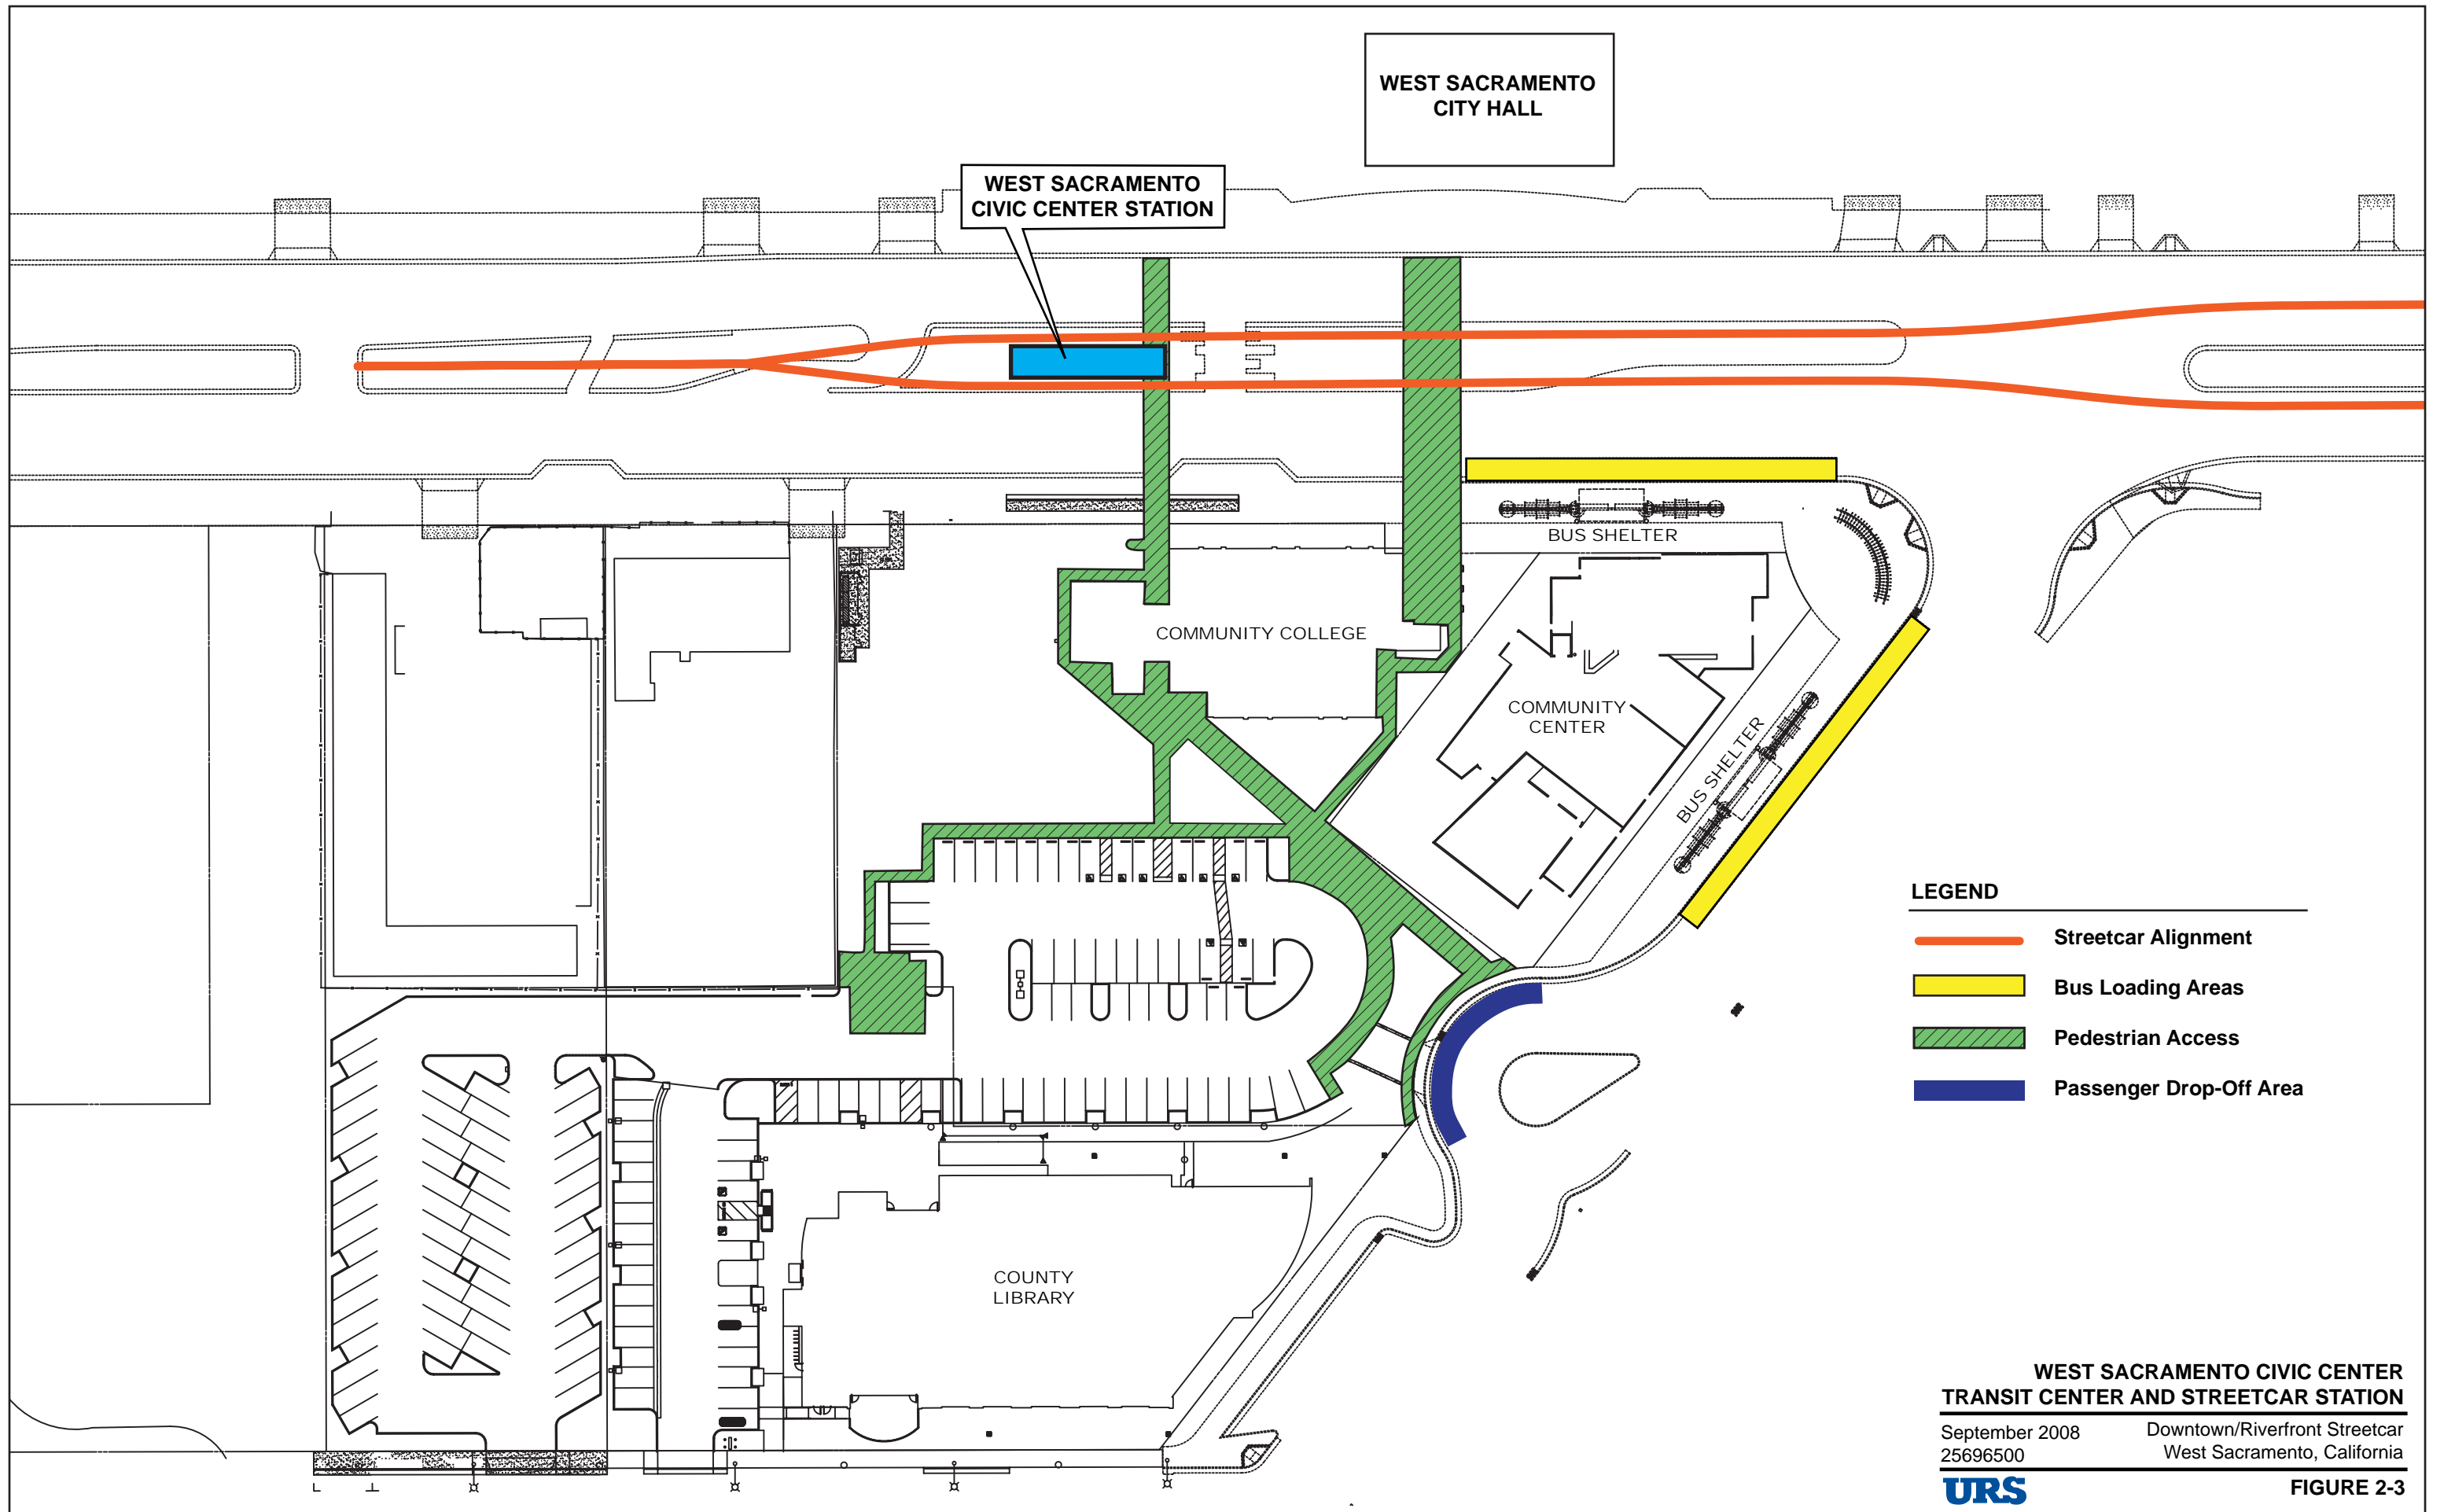 WEST SACRAMENTO
CITY HALL
WEST SACRAMENTO
CIVIC CENTER STATION
BUS SHELTER
COMMUNITY COLLEGE
COMMUNITY
CENTER
BUS SHELTER
LEGEND
Streetcar Alignment
Bus Loading Areas
Pedestrian Access
Passenger Drop-Off Area
COUNTY
LIBRARY
WEST SACRAMENTO CIVIC CENTER
TRANSIT CENTER AND STREETCAR STATION
September 2008
Downtown/Riverfront Streetcar
25696500
West Sacramento, California
URS
FIGURE 2-3